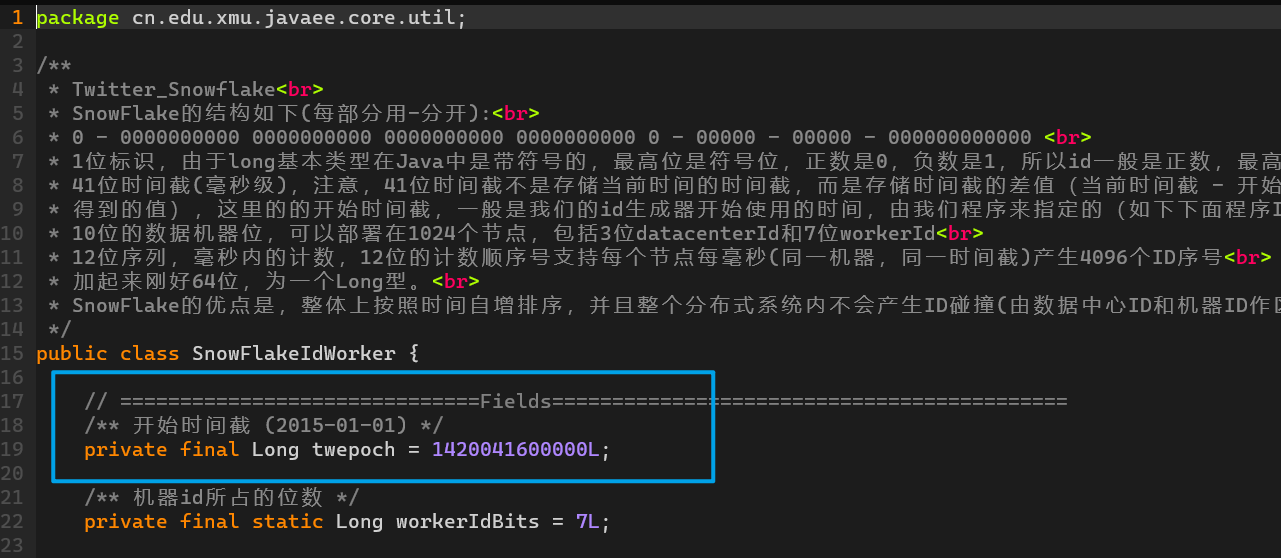 1 package cn.edu.xmu.javaee.core.util;
2
3 /**
4  * Twitter_Snowflake<br>
5  * SnowFlake的结构如下(每部分用-分开):<br>
6  * 0 - 0000000000 0000000000 0000000000 0000000000 0 - 00000 - 00000 - 000000000000 <br>
7  * 1位标识，由于long基本类型在Java中是带符号的，最高位是符号位，正数是0，负数是1，所以id一般是正数，最高
8  * 41位时间截(毫秒级)，注意，41位时间截不是存储当前时间的时间截，而是存储时间截的差值（当前时间截 - 开始
9  * 得到的值），这里的的开始时间截，一般是我们的id生成器开始使用的时间，由我们程序来指定的（如下下面程序I
10  * 10位的数据机器位，可以部署在1024个节点，包括3位datacenterId和7位workerId<br>
11  * 12位序列，毫秒内的计数，12位的计数顺序号支持每个节点每毫秒(同一机器，同一时间截)产生4096个ID序号<br>
12  * 加起来刚好64位，为一个Long型。<br>
13  * SnowFlake的优点是，整体上按照时间自增排序，并且整个分布式系统内不会产生ID碰撞(由数据中心ID和机器ID作
14  */
15 public class SnowFlakeIdWorker {
16
17     // ==============================Fields===========================================
18     /** 开始时间截 (2015-01-01) */
19     private final Long twepoch = 1420041600000L;
20
21     /** 机器id所占的位数 */
22     private final static Long workerIdBits = 7L;
23